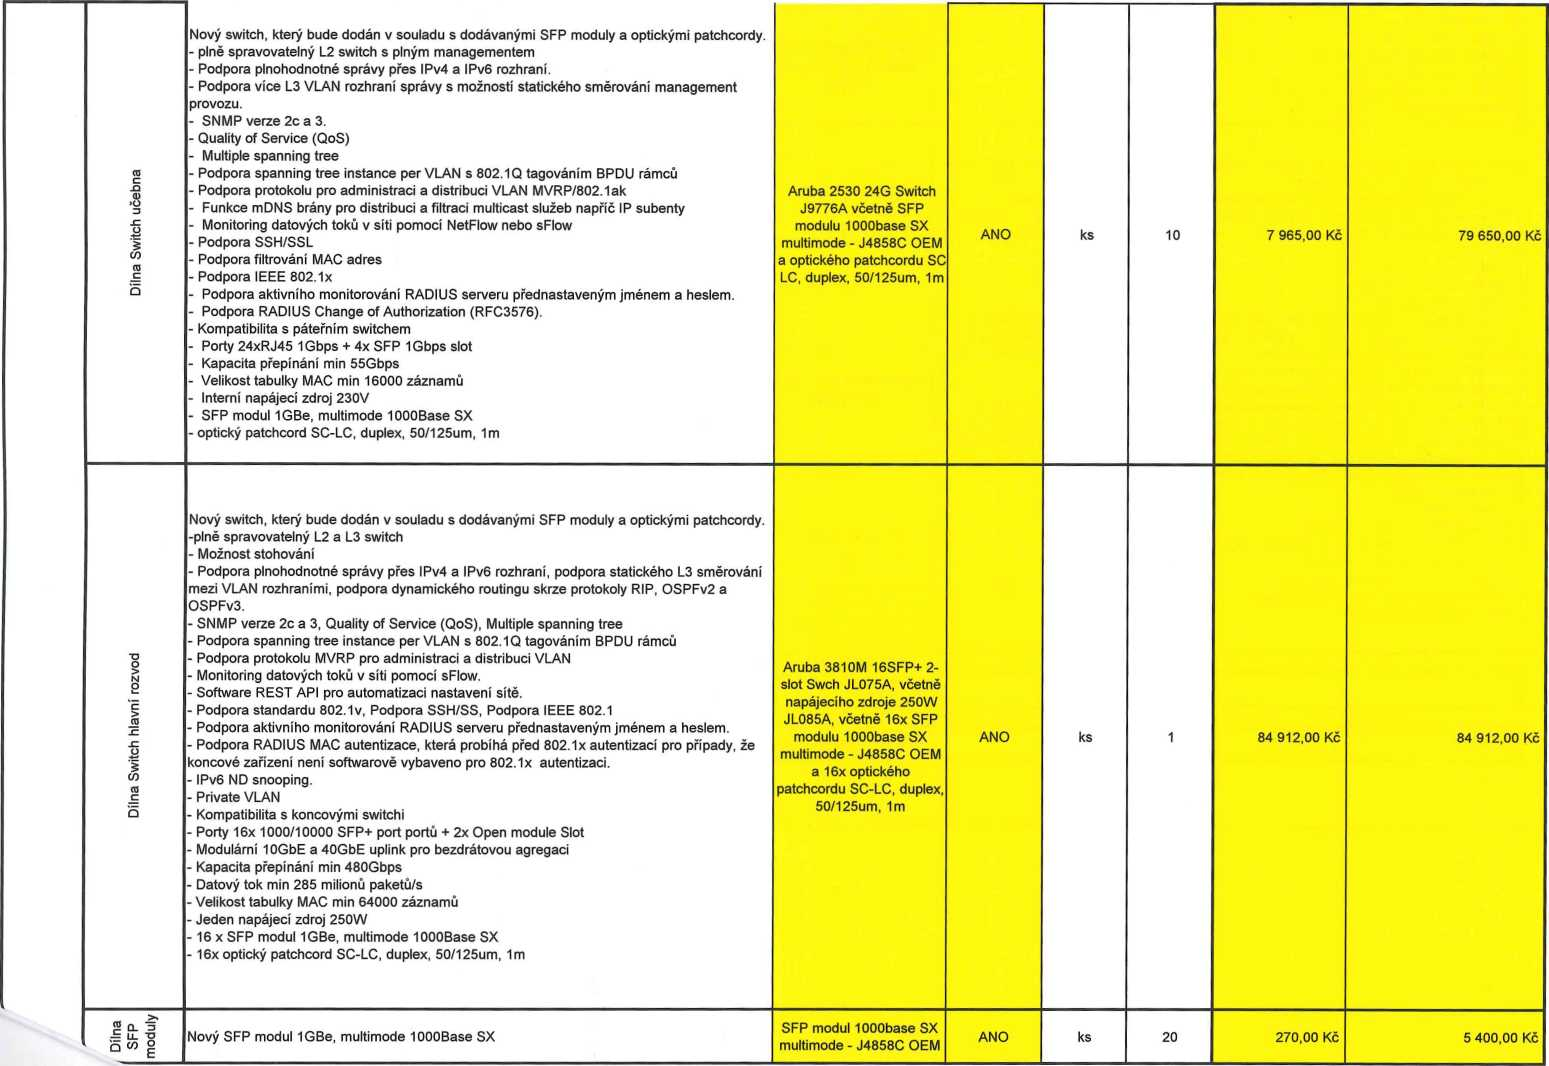 Dílna Switch učebna
Nový switch, který bude dodán v souladu s dodávanými SFP moduly a optickými patchcordy.
- plně spravovatelný L2 switch s plným managementem
- Podpora plnohodnotné správy přes IPv4 a IPv6 rozhraní.
- Podpora více L3 VLAN rozhraní správy s možností statického směrování management
provozu.
- SNMP verze 2c a 3.
- Quality of Service (QoS)
- Multiple spanning tree
- Podpora spanning tree instance per VLAN s 802.1Q tagováním BPDU rámců
- Podpora protokolu pro administraci a distribuci VLAN MVRP/802.1ak
- Funkce mDNS brány pro distribuci a filtraci multicast služeb napříč IP subenty
- Monitoring datových toků v síti pomocí NetFlow nebo sFlow
- Podpora SSH/SSL
- Podpora filtrování MAC adres
- Podpora IEEE 802.1x
- Podpora aktivního monitorování RADIUS serveru přednastaveným jménem a heslem.
- Podpora RADIUS Change of Authorization (RFC3576).
- Kompatibilita s páteřním switchem
- Porty 24xRJ45 1Gbps + 4x SFP 1Gbps slot
- Kapacita přepínání min 55Gbps
- Velikost tabulky MAC min 16000 záznamů
- Interní napájecí zdroj 230V
- SFP modul 1GBe, multimode 1000Base SX
- optický patchcord SC-LC, duplex, 50/125um, 1m
Aruba 2530 24G Switch
J9776A včetně SFP
modulu 1000base SX
multimode - J4858C OEM
a optického patchcordu SC
LC, duplex, 50/125um, 1m
ANO
ks
10
7 965,00 Kč
79 650,00 Kč
Dílna Switch hlavní rozvod
Nový switch, který bude dodán v souladu s dodávanými SFP moduly a optickými patchcordy.
-plně spravovatelný L2 a L3 switch
- Možnost stohování
- Podpora plnohodnotné správy přes IPv4 a IPv6 rozhraní, podpora statického L3 směrování
mezi VLAN rozhraními, podpora dynamického routingu skrze protokoly RIP, OSPFv2 a
OSPFv3.
- SNMP verze 2c a 3, Quality of Service (QoS), Multiple spanning tree
- Podpora spanning tree instance per VLAN s 802.1Q tagováním BPDU rámců
- Podpora protokolu MVRP pro administraci a distribuci VLAN
- Monitoring datových toků v síti pomocí sFlow.
- Software REST API pro automatizaci nastavení sítě.
- Podpora standardu 802.1v, Podpora SSH/SS, Podpora IEEE 802.1
- Podpora aktivního monitorování RADIUS serveru přednastaveným jménem a heslem.
- Podpora RADIUS MAC autentizace, která probíhá před 802.1x autentizací pro případy, že
koncové zařízení není softwarově vybaveno pro 802.1x autentizaci.
- IPv6 ND snooping.
- Private VLAN
- Kompatibilita s koncovými switchi
- Porty 16x 1000/10000 SFP+ port portů + 2x Open module Slot
- Modulární 10GbE a 40GbE uplink pro bezdrátovou agregaci
- Kapacita přepínání min 480Gbps
- Datový tok min 285 milionů paketů/s
- Velikost tabulky MAC min 64000 záznamů
- Jeden napájecí zdroj 250W
- 16 x SFP modul 1GBe, multimode 1000Base SX
- 16x optický patchcord SC-LC, duplex, 50/125um, 1m
Aruba 3810M 16SFP+ 2-
slot Swch JL075A, včetně
napájecího zdroje 250W
JL085A, včetně 16x SFP
modulu 1000base SX
multimode - J4858C OEM
a 16x optického
patchcordu SC-LC, duplex,
50/125um, 1m
ANO
ks
1
84 912,00 Kč
84 912,00 Kč
Dílna
SFP
moduly
Nový SFP modul 1GBe, multimode 1000Base SX
SFP modul 1000base SX
multimode - J4858C OEM
ANO
ks
20
270,00 Kč
5 400,00 Kč